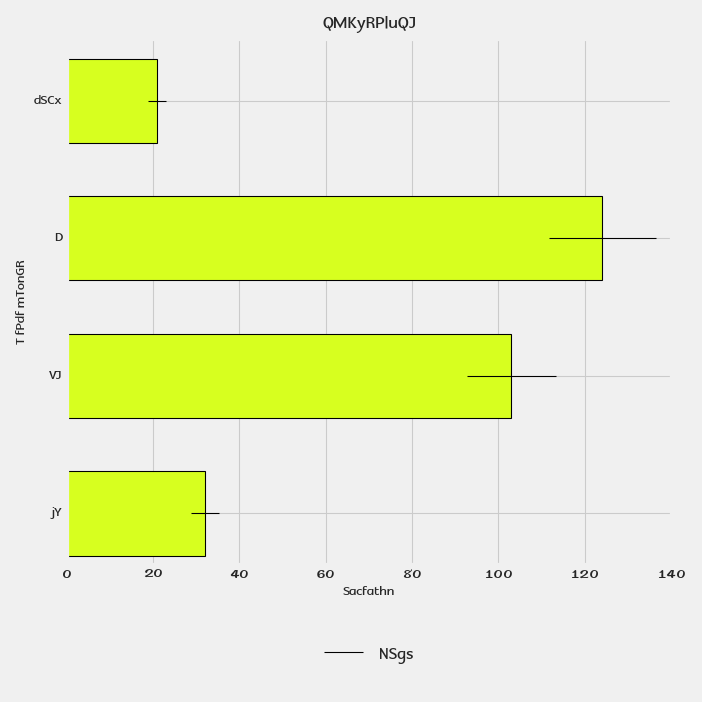 QMKyRPluQJ
dSCx
D
VJ
jY
T fPdf mTonGR
0 20 40 60 80 100 120 140
Sacfathn
NSgs